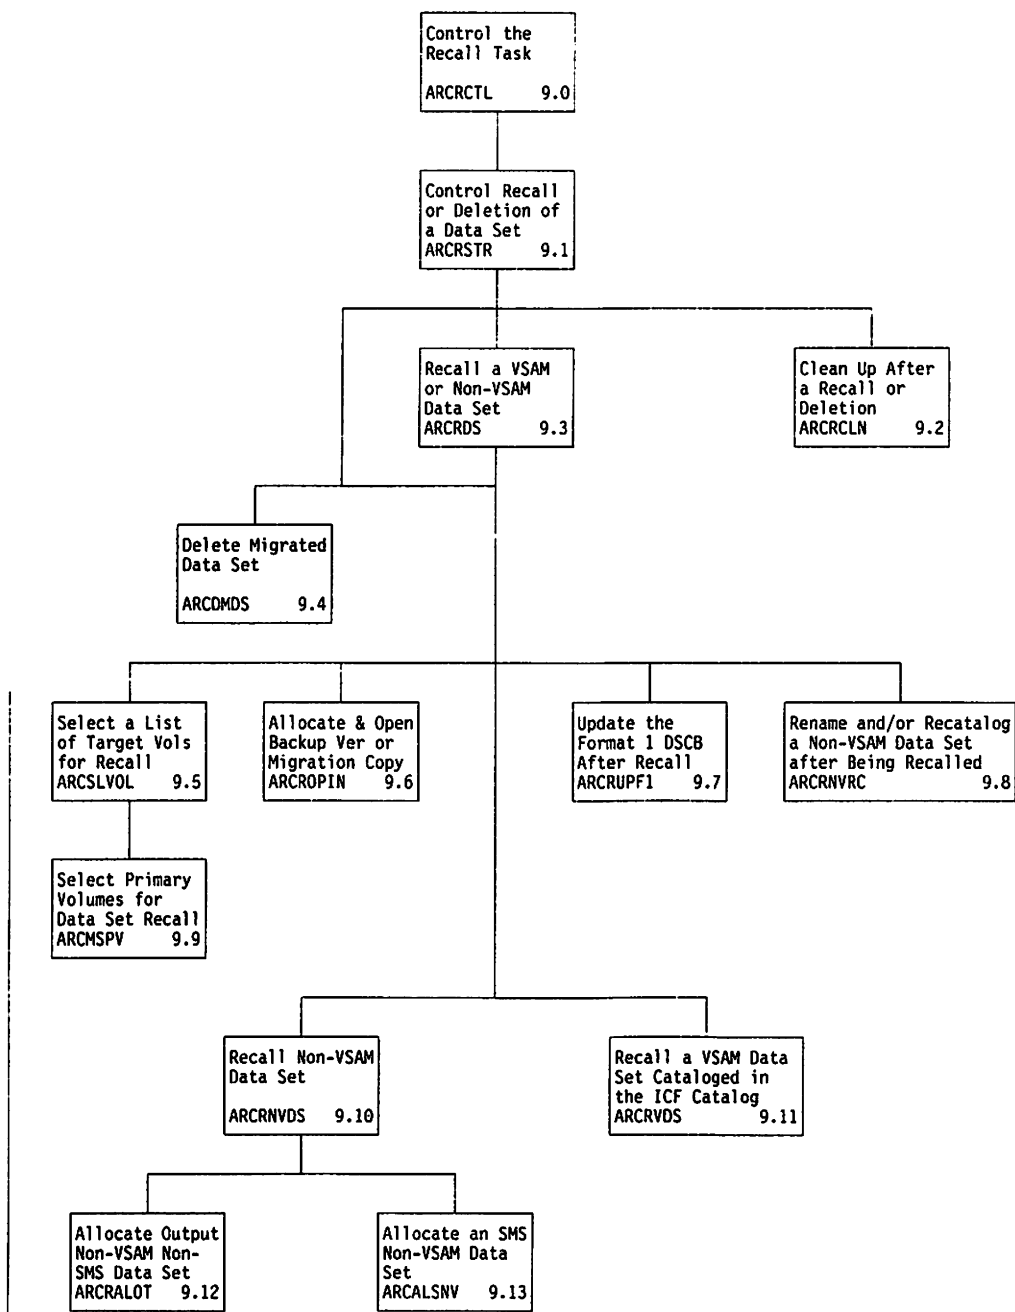 Control the
Recall Task
ARCRCTL 9.0
Control Recall
or Deletion of
a Data Set
ARCRSTR 9.1
Recall a VSAM
or Non-VSAM
Data Set
ARCRDS 9.3
Clean Up After
a Recall or
Deletion
ARCRCLN 9.2
Delete Migrated
Data Set
ARCDMDS 9.4
Select a List
of Target Vols
for Recall
ARCSLVOL 9.5
Allocate & Open
Backup Ver or
Migration Copy
ARCROPIN 9.6
Update the
Format 1 DSCB
After Recall
ARCRUPF1 9.7
Rename and/or Recatalog
a Non-VSAM Data Set
after Being Recalled
ARCRNVRC 9.8
Select Primary
Volumes for
Data Set Recall
ARCMSPV 9.9
Recall Non-VSAM
Data Set
ARCRNVDS 9.10
Recall a VSAM Data
Set Cataloged in
the ICF Catalog
ARCRVDS 9.11
Allocate Output
Non-VSAM Non-
SMS Data Set
ARCRALOT 9.12
Allocate an SMS
Non-VSAM Data
Set
ARCALSNV 9.13